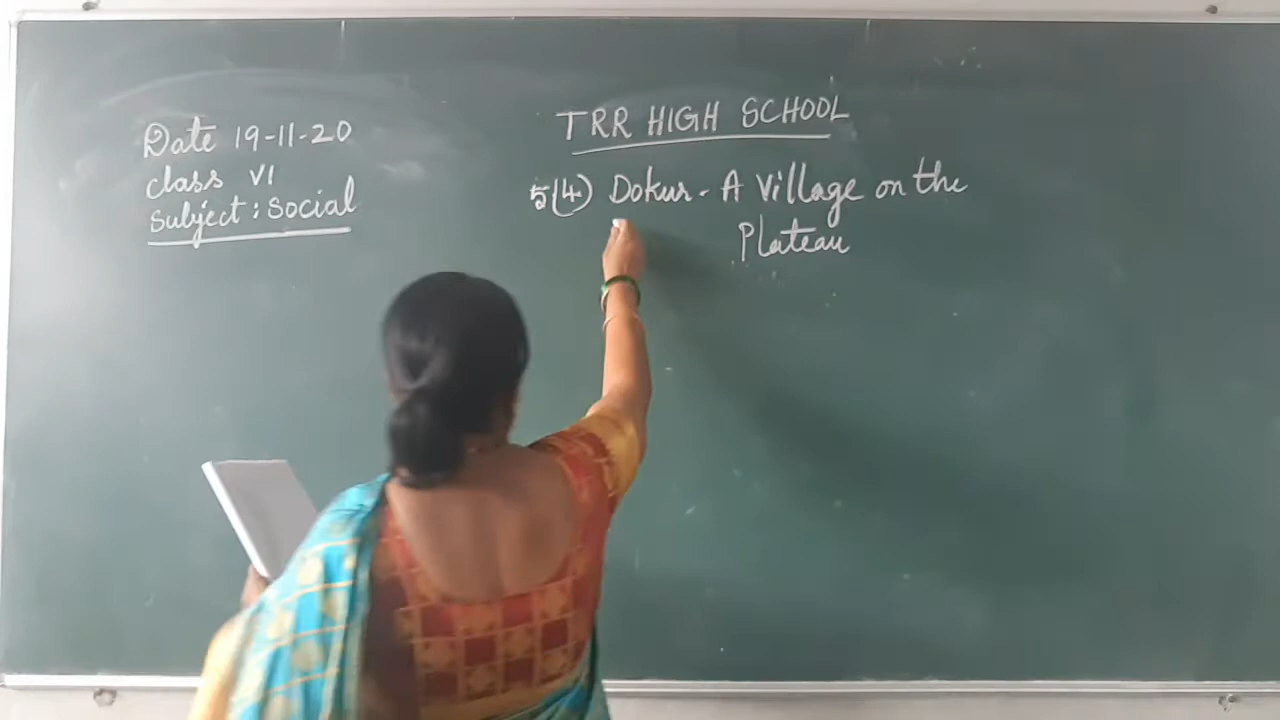 TRR HIGH SCHOOL
Date 19-11-20
class VI
Subject : Social
5(4) Dokur - A Village on the
Plateau